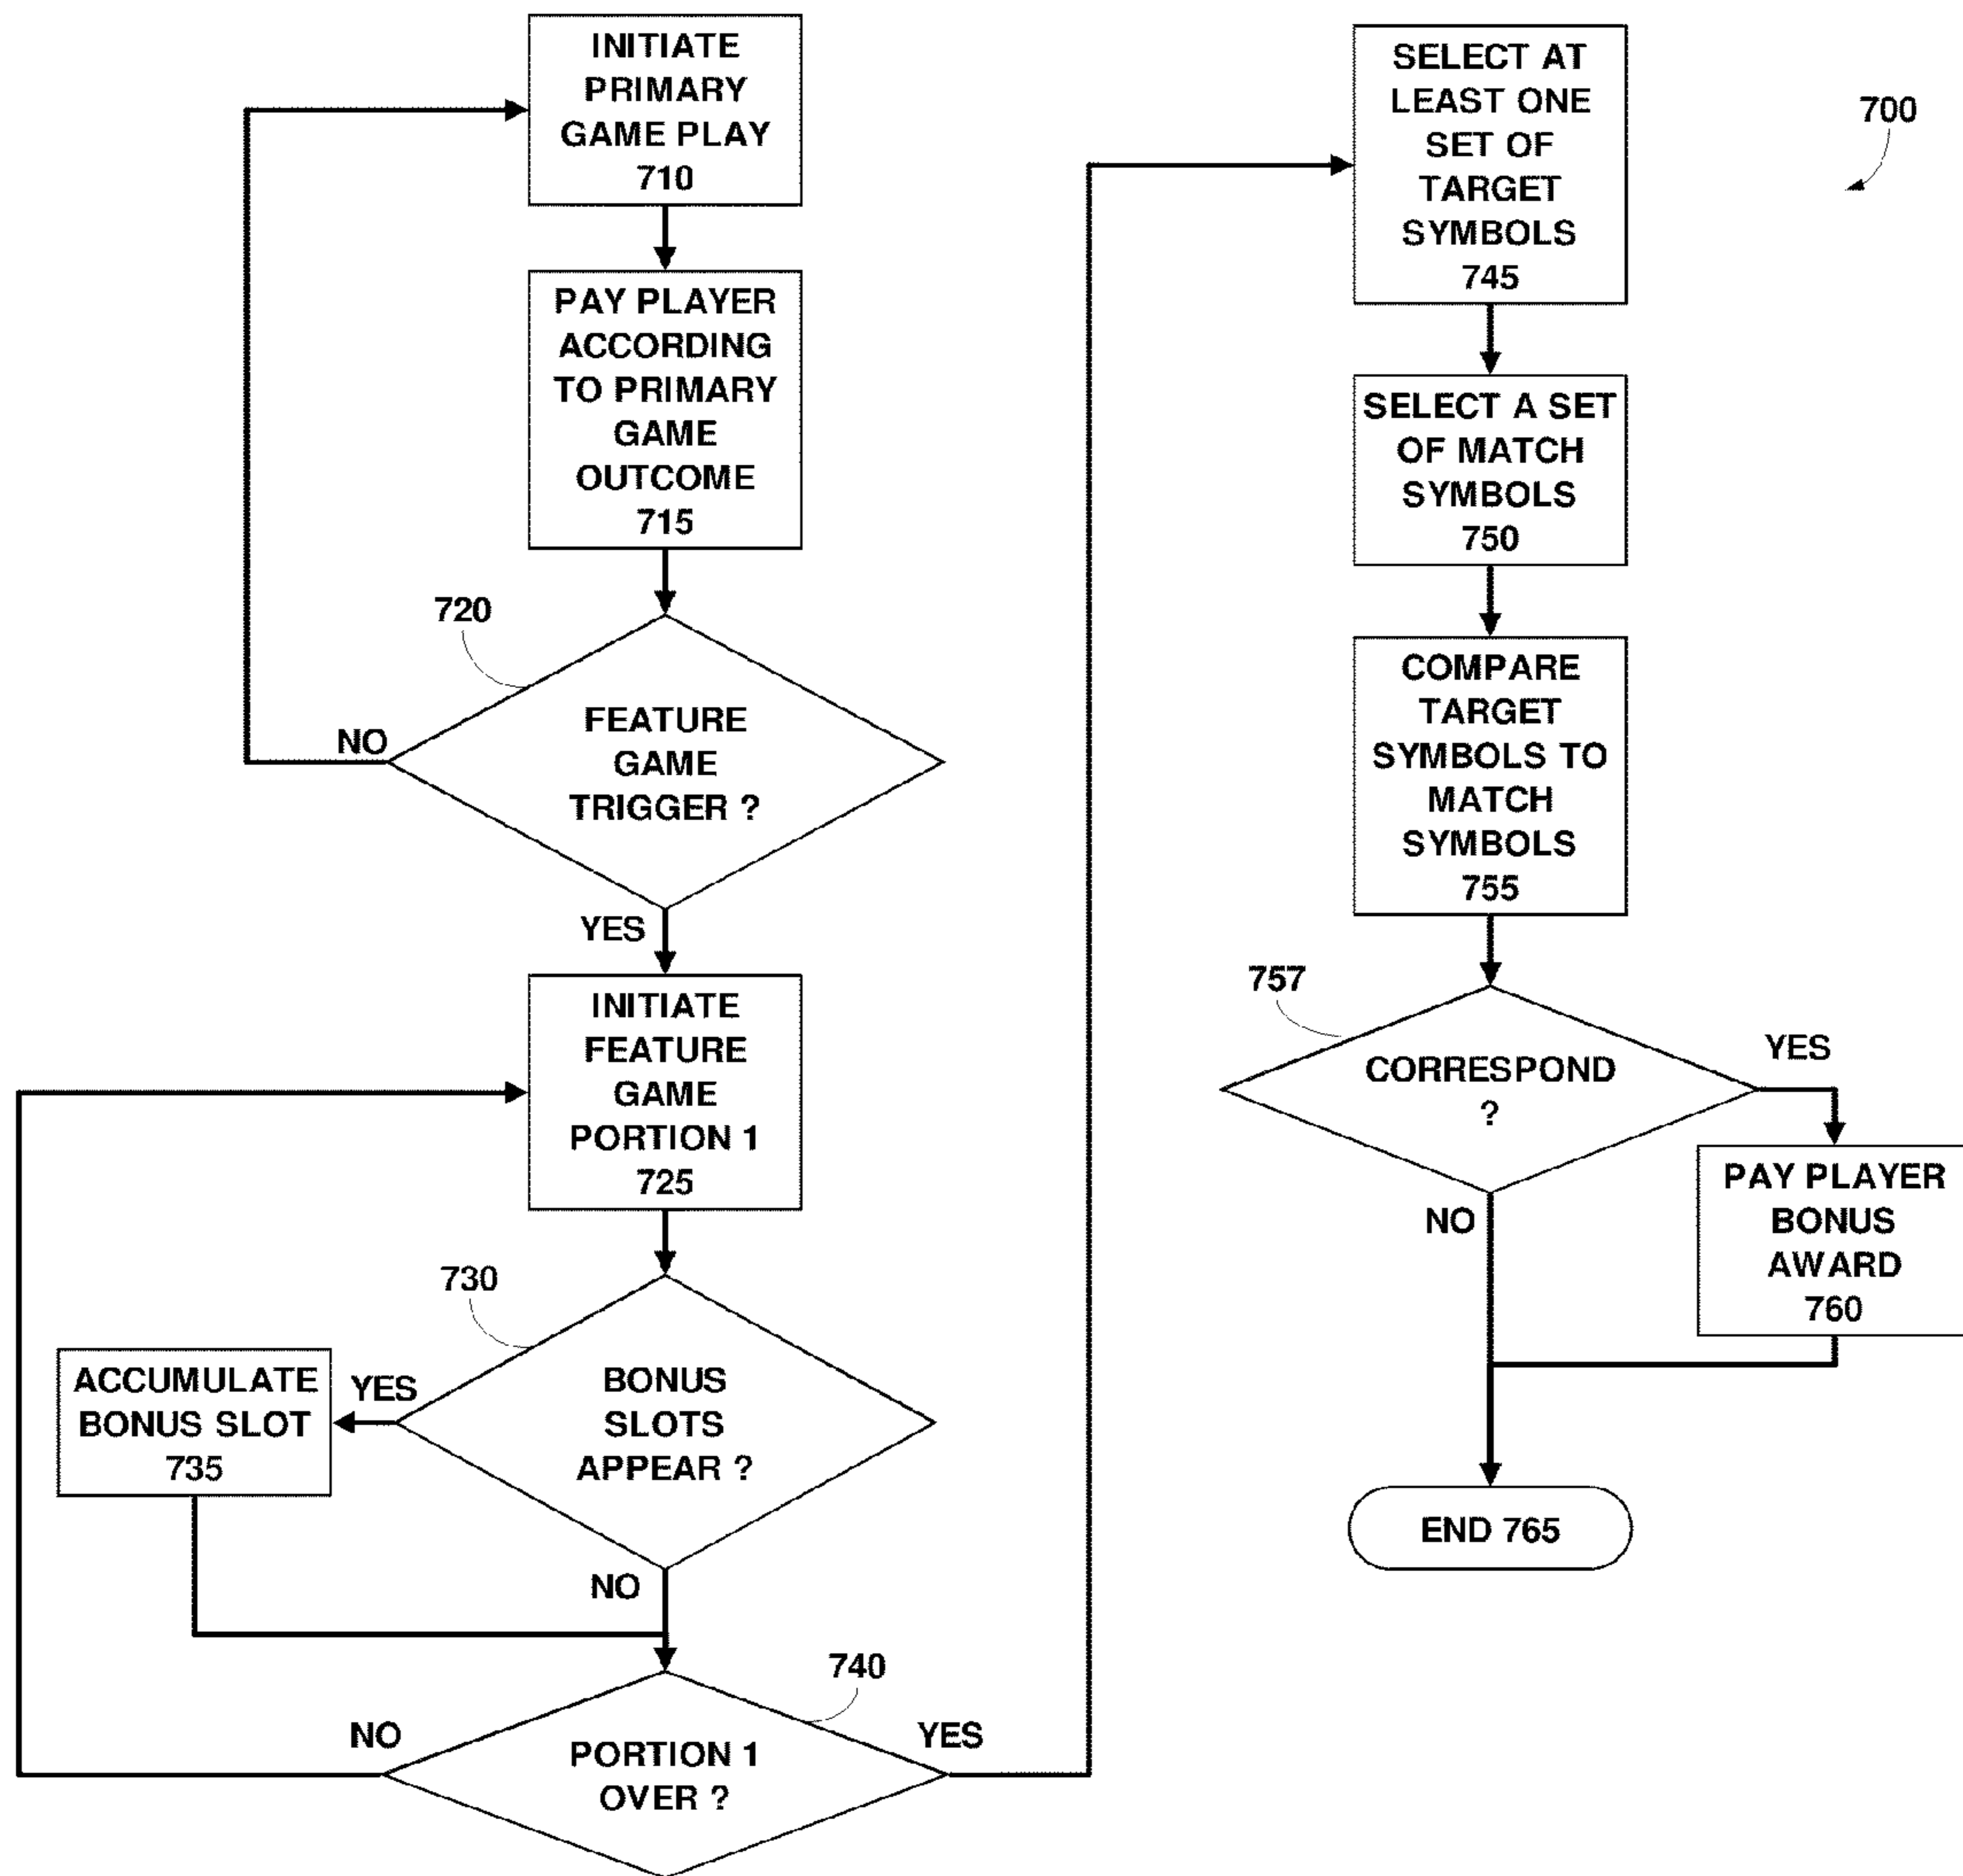 INITIATE
PRIMARY
GAME PLAY
710
PAY PLAYER
ACCORDING
TO PRIMARY
GAME
OUTCOME
715
720
FEATURE
GAME
TRIGGER ?
NO
YES
INITIATE
FEATURE
GAME
PORTION 1
725
730
BONUS
SLOTS
APPEAR ?
YES
ACCUMULATE
BONUS SLOT
735
NO
740
PORTION 1
OVER ?
NO
YES
SELECT AT
LEAST ONE
SET OF
TARGET
SYMBOLS
745
700
SELECT A SET
OF MATCH
SYMBOLS
750
COMPARE
TARGET
SYMBOLS TO
MATCH
SYMBOLS
755
757
CORRESPOND
?
YES
NO
PAY PLAYER
BONUS
AWARD
760
END 765